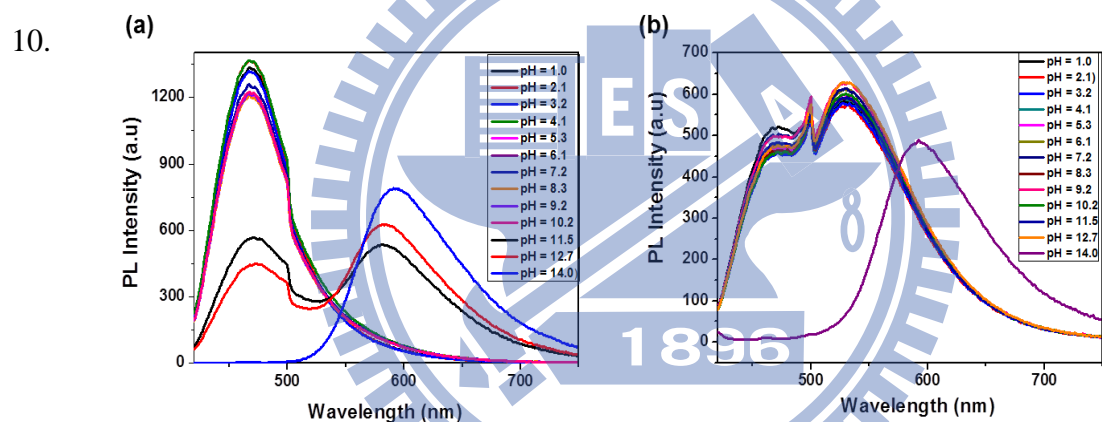 10.
(a)
PL Intensity (a.u)
1200
900
600
300
0
500
600
700
Wavelength (nm)
pH = 1.0
pH = 2.1
pH = 3.2
pH = 4.1
pH = 5.3
pH = 6.1
pH = 7.2
pH = 8.3
pH = 9.2
pH = 10.2
pH = 11.5
pH = 12.7
pH = 14.0)
(b)
PL Intensity (a.u)
700
600
500
400
300
200
100
0
500
600
700
Wavelength (nm)
pH = 1.0
pH = 2.1)
pH = 3.2
pH = 4.1
pH = 5.3
pH = 6.1
pH = 7.2
pH = 8.3
pH = 9.2
pH = 10.2
pH = 11.5
pH = 12.7
pH = 14.0
ES
A
8
1896